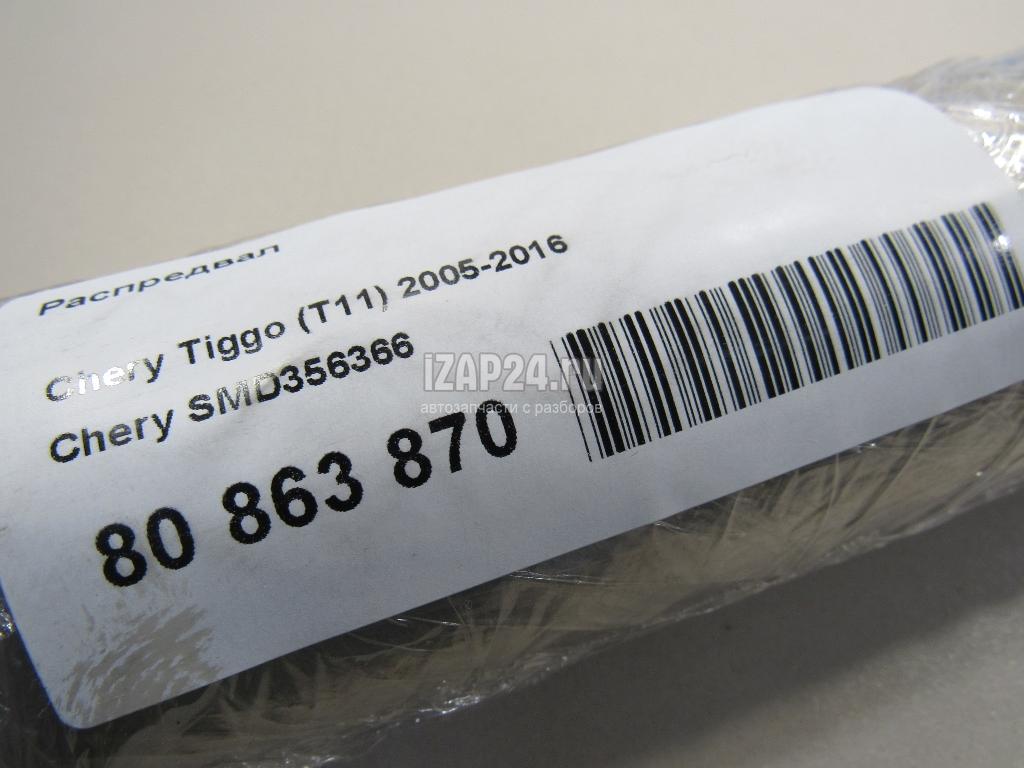 Распредвал
Chery Tiggo (T11) 2005-2016
Chery SMD356366
80 863 870
iZAP24.ru
автозапчасти с разборов